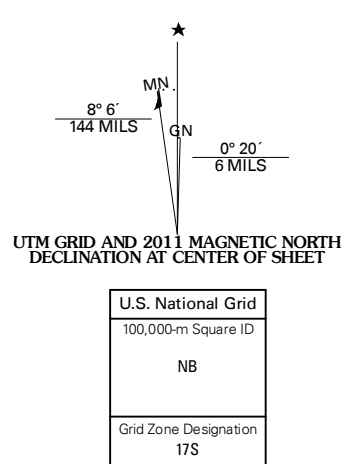 MN
8° 6´
144 MILS
GN
0° 20´
6 MILS
UTM GRID AND 2011 MAGNETIC NORTH
DECLINATION AT CENTER OF SHEET
U.S. National Grid
100,000-m Square ID
NB
Grid Zone Designation
17S